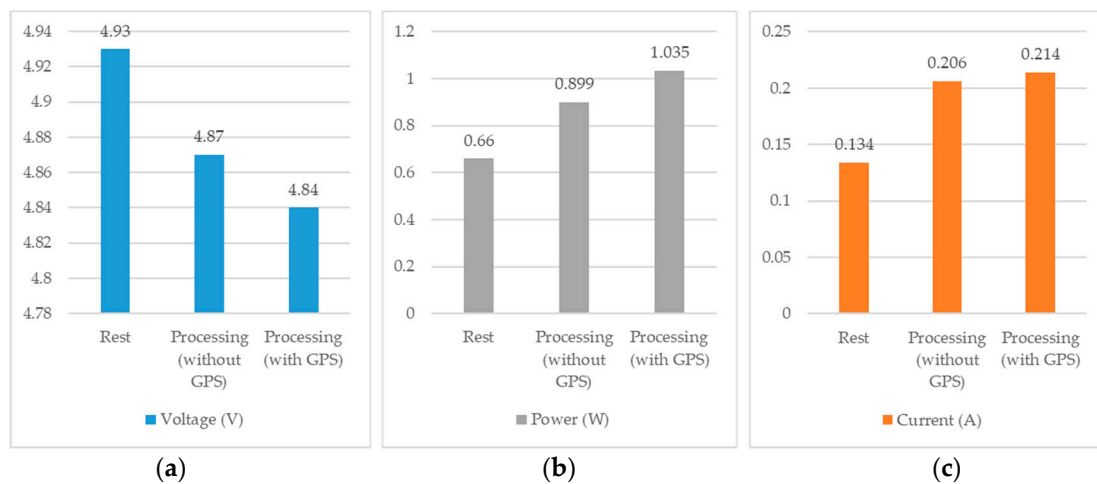 4.94
4.92
4.9
4.88
4.86
4.84
4.82
4.8
4.78
4.93
4.87
4.84
Rest
Processing
(without
GPS)
Processing
(with GPS)
Voltage (V)
(a)
1.2
1
0.8
0.6
0.4
0.2
0
0.66
0.899
1.035
Rest
Processing
(without
GPS)
Processing
(with GPS)
Power (W)
(b)
0.25
0.2
0.15
0.1
0.05
0
0.134
0.206
0.214
Rest
Processing
(without
GPS)
Processing
(with GPS)
Current (A)
(c)